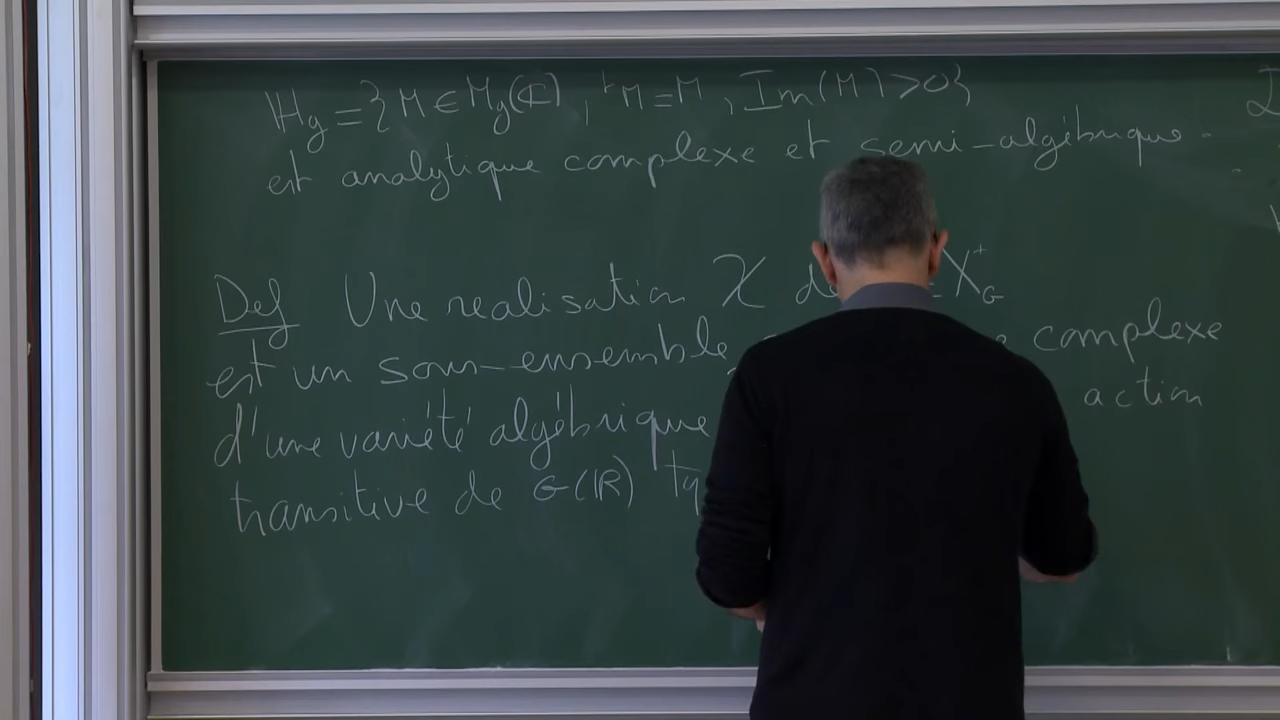 ℍg = { M ∈ Mg(ℂ), ᵗM = M, Im(M) > 0 }
est analytique complexe et semi-algébrique.
Def Une realisation 𝒳 de X⁺G
est un sous-ensemble complexe
d'une variété algébrique action
transitive de G(ℝ) tq